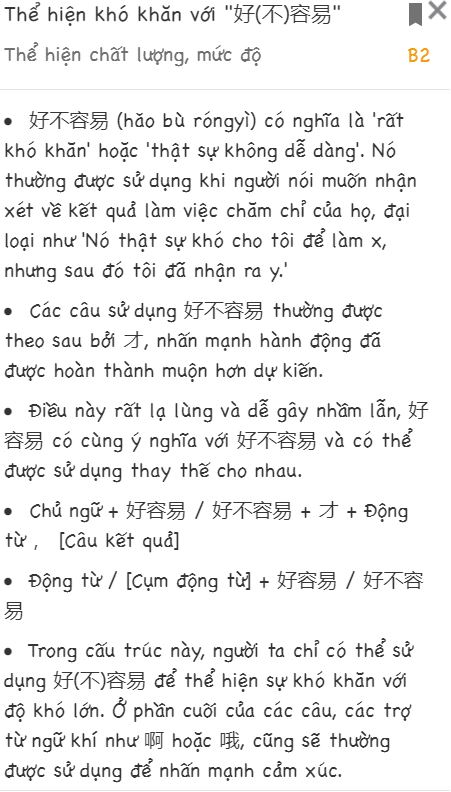 Thể hiện khó khăn với "好(不)容易"
Thể hiện chất lượng, mức độ B2
• 好不容易 (hǎo bù róngyì) có nghĩa là 'rất
khó khăn' hoặc 'thật sự không dễ dàng'. Nó
thường được sử dụng khi người nói muốn nhận
xét về kết quả làm việc chăm chỉ của họ, đại
loại như 'Nó thật sự khó cho tôi để làm x,
nhưng sau đó tôi đã nhận ra y.'
• Các câu sử dụng 好不容易 thường được
theo sau bởi 才, nhấn mạnh hành động đã
được hoàn thành muộn hơn dự kiến.
• Điều này rất lạ lùng và dễ gây nhầm lẫn, 好
容易 có cùng ý nghĩa với 好不容易 và có thể
được sử dụng thay thế cho nhau.
• Chủ ngữ + 好容易 / 好不容易 + 才 + Động
từ ， [Câu kết quả]
• Động từ / [Cụm động từ] + 好容易 / 好不容
易
• Trong cấu trúc này, người ta chỉ có thể sử
dụng 好(不)容易 để thể hiện sự khó khăn với
độ khó lớn. Ở phần cuối của các câu, các trợ
từ ngữ khí như 啊 hoặc 哦, cũng sẽ thường
được sử dụng để nhấn mạnh cảm xúc.